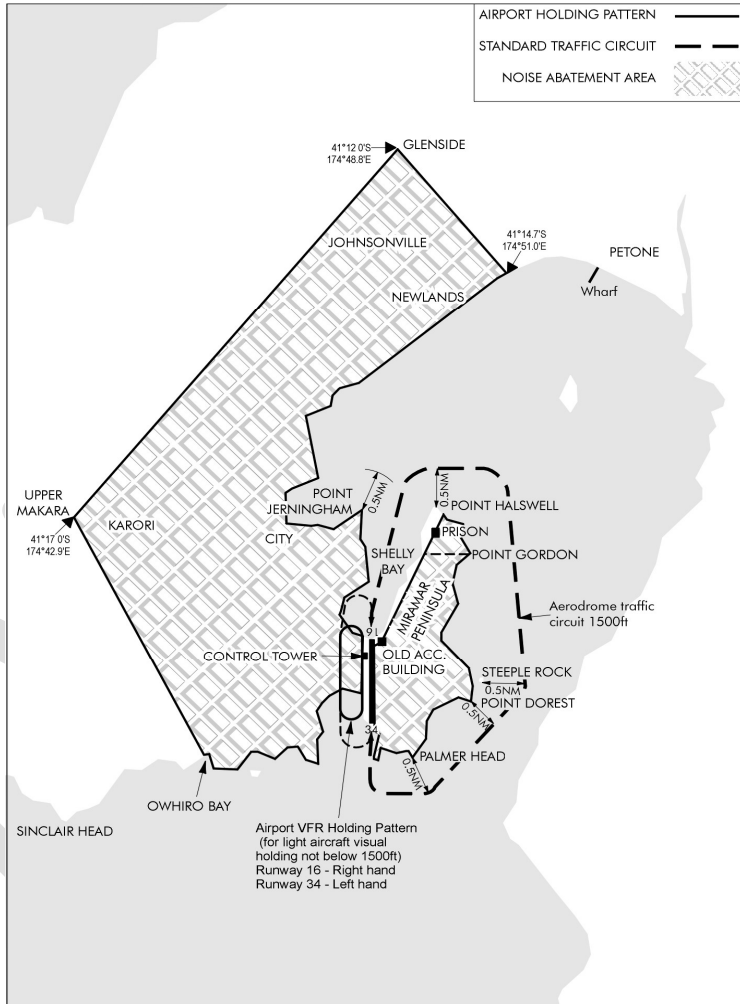 AIRPORT HOLDING PATTERN
STANDARD TRAFFIC CIRCUIT
NOISE ABATEMENT AREA
41°12 0'S
174°48.8'E
GLENSIDE
JOHNSONVILLE
41°14.7'S
174°51.0'E
PETONE
Wharf
NEWLANDS
UPPER
MAKARA
41°17 0'S
174°42.9'E
KARORI
CITY
POINT
JERNINGHAM
0.5NM
0.5NM
POINT HALSWELL
PRISON
SHELLY
BAY
POINT GORDON
MIRAMAR
PENINSULA
Aerodrome traffic
circuit 1500ft
16
CONTROL TOWER
OLD ACC.
BUILDING
STEEPLE ROCK
0.5NM
POINT DOREST
0.5NM
34
PALMER HEAD
0.5NM
OWHIRO BAY
SINCLAIR HEAD
Airport VFR Holding Pattern
(for light aircraft visual
holding not below 1500ft)
Runway 16 - Right hand
Runway 34 - Left hand